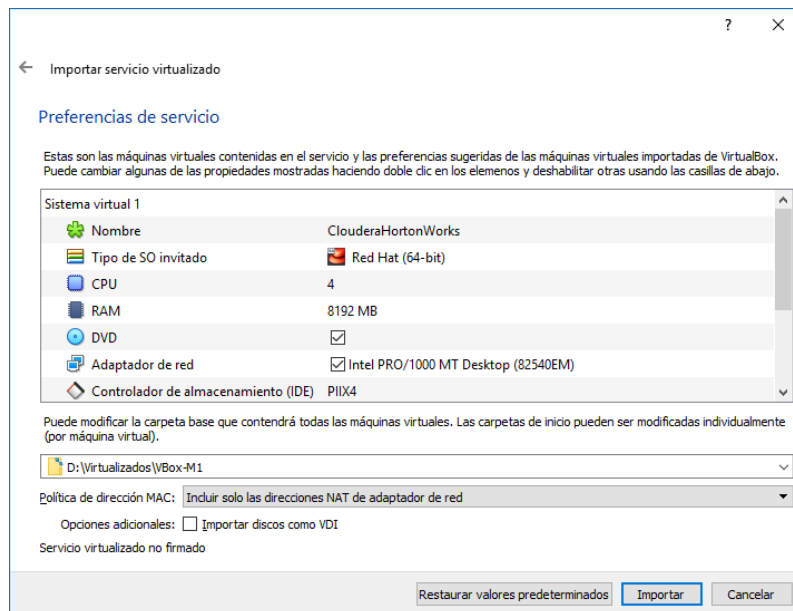 Importar servicio virtualizado
Preferencias de servicio
Estas son las máquinas virtuales contenidas en el servicio y las preferencias sugeridas de las máquinas virtuales importadas de VirtualBox.
Puede cambiar algunas de las propiedades mostradas haciendo doble clic en los elemenos y deshabilitar otras usando las casillas de abajo.
Sistema virtual 1
Nombre ClouderaHortonWorks
Tipo de SO invitado Red Hat (64-bit)
CPU 4
RAM 8192 MB
DVD
Adaptador de red Intel PRO/1000 MT Desktop (82540EM)
Controlador de almacenamiento (IDE) PIIX4
Puede modificar la carpeta base que contendrá todas las máquinas virtuales. Las carpetas de inicio pueden ser modificadas individualmente
(por máquina virtual).
D:\Virtualizados\VBox-M1
Política de dirección MAC: Incluir solo las direcciones NAT de adaptador de red
Opciones adicionales: Importar discos como VDI
Servicio virtualizado no firmado
Restaurar valores predeterminados Importar Cancelar